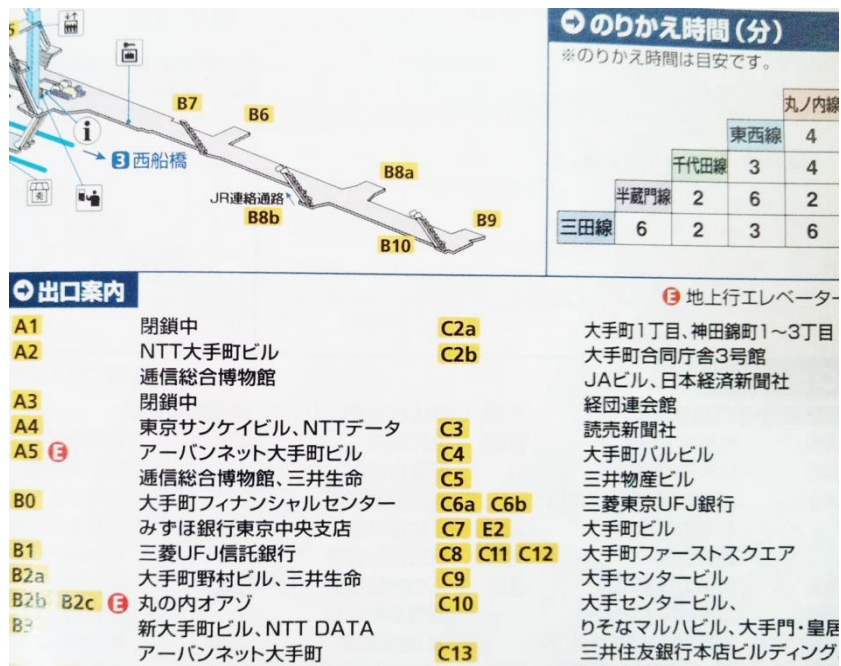 B7
B6
i
3 西船橋
B8a
JR連絡通路
B8b
B9
B10
売
のりかえ時間(分)
※のりかえ時間は目安です。
丸ノ内線
東西線 4
千代田線 3 4
半蔵門線 2 6 2
三田線 6 2 3 6
出口案内
E 地上行エレベーター
A1 閉鎖中
A2 NTT大手町ビル
逓信総合博物館
A3 閉鎖中
A4 東京サンケイビル、NTTデータ
A5 E アーバンネット大手町ビル
逓信総合博物館、三井生命
B0 大手町フィナンシャルセンター
みずほ銀行東京中央支店
B1 三菱UFJ信託銀行
B2a 大手町野村ビル、三井生命
B2b B2c E 丸の内オアゾ
B3 新大手町ビル、NTT DATA
アーバンネット大手町
C2a 大手町1丁目、神田錦町1〜3丁目
C2b 大手町合同庁舎3号館
JAビル、日本経済新聞社
経団連会館
C3 読売新聞社
C4 大手町パルビル
C5 三井物産ビル
C6a C6b 三菱東京UFJ銀行
C7 E2 大手町ビル
C8 C11 C12 大手町ファーストスクエア
C9 大手センタービル
C10 大手センタービル、
りそなマルハビル、大手門・皇居
C13 三井住友銀行本店ビルディング